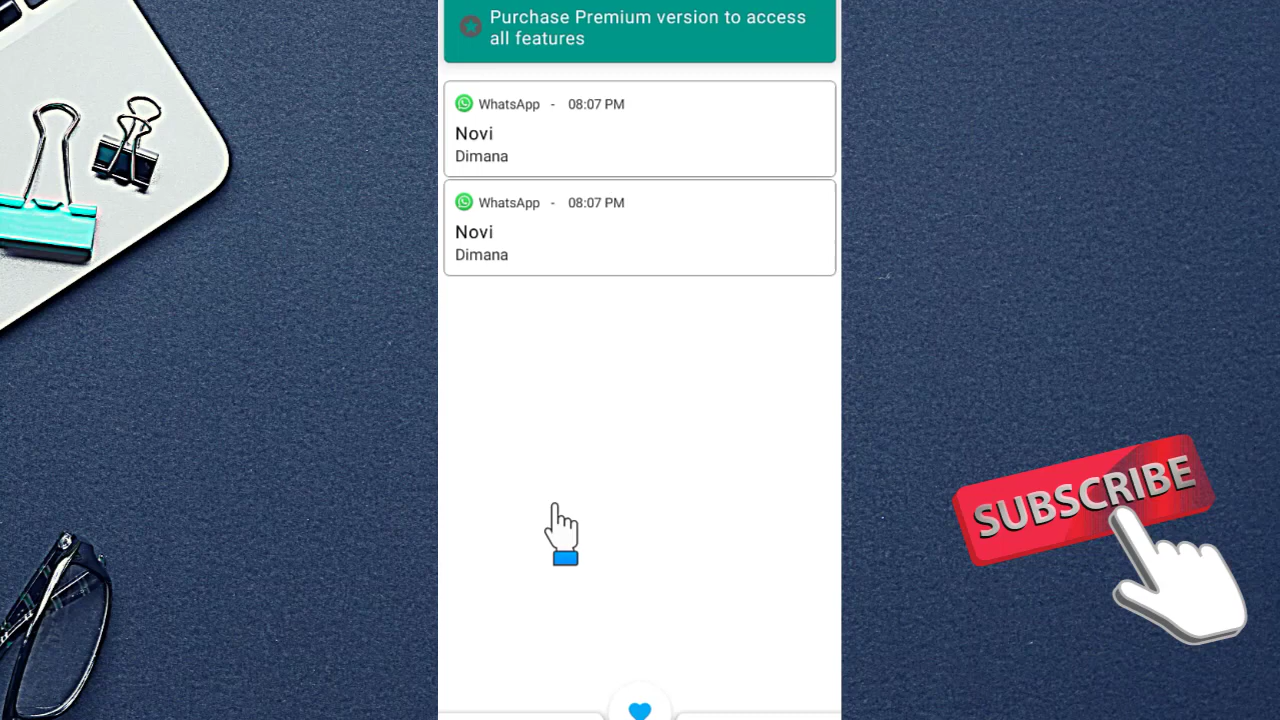 Purchase Premium version to access
all features
WhatsApp - 08:07 PM
Novi
Dimana
WhatsApp - 08:07 PM
Novi
Dimana
SUBSCRIBE